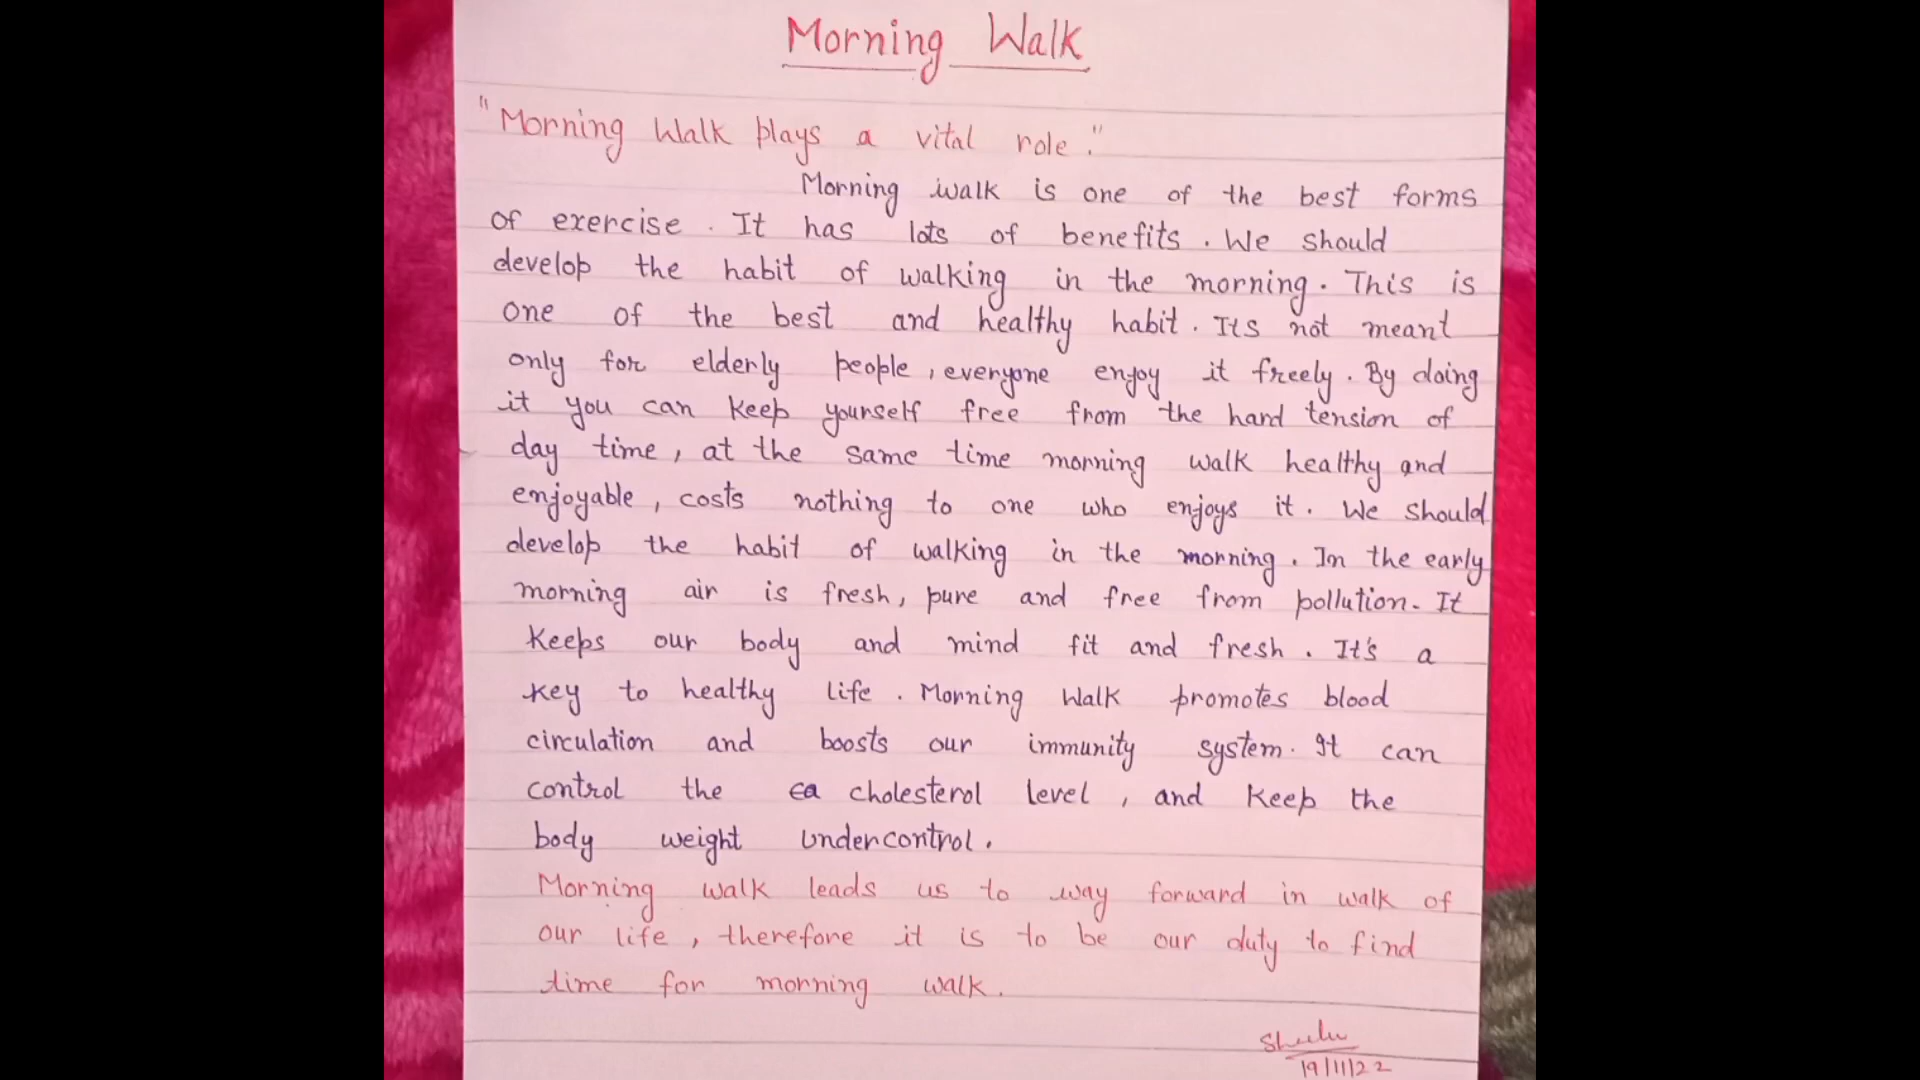 Morning Walk
"Morning Walk plays a vital role."
Morning walk is one of the best forms
of exercise. It has lots of benefits. We should
develop the habit of walking in the morning. This is
one of the best and healthy habit. Its not meant
only for elderly people, everyone enjoy it freely. By doing
it you can keep yourself free from the hard tension of
day time, at the same time morning walk healthy and
enjoyable, costs nothing to one who enjoys it. We should
develop the habit of walking in the morning. In the early
morning air is fresh, pure and free from pollution. It
keeps our body and mind fit and fresh. It's a
key to healthy life. Morning Walk promotes blood
circulation and boosts our immunity system. It can
control the ca cholesterol level, and keep the
body weight undercontrol.
Morning walk leads us to way forward in walk of
our life, therefore it is to be our duty to find
time for morning walk.
19/11/22